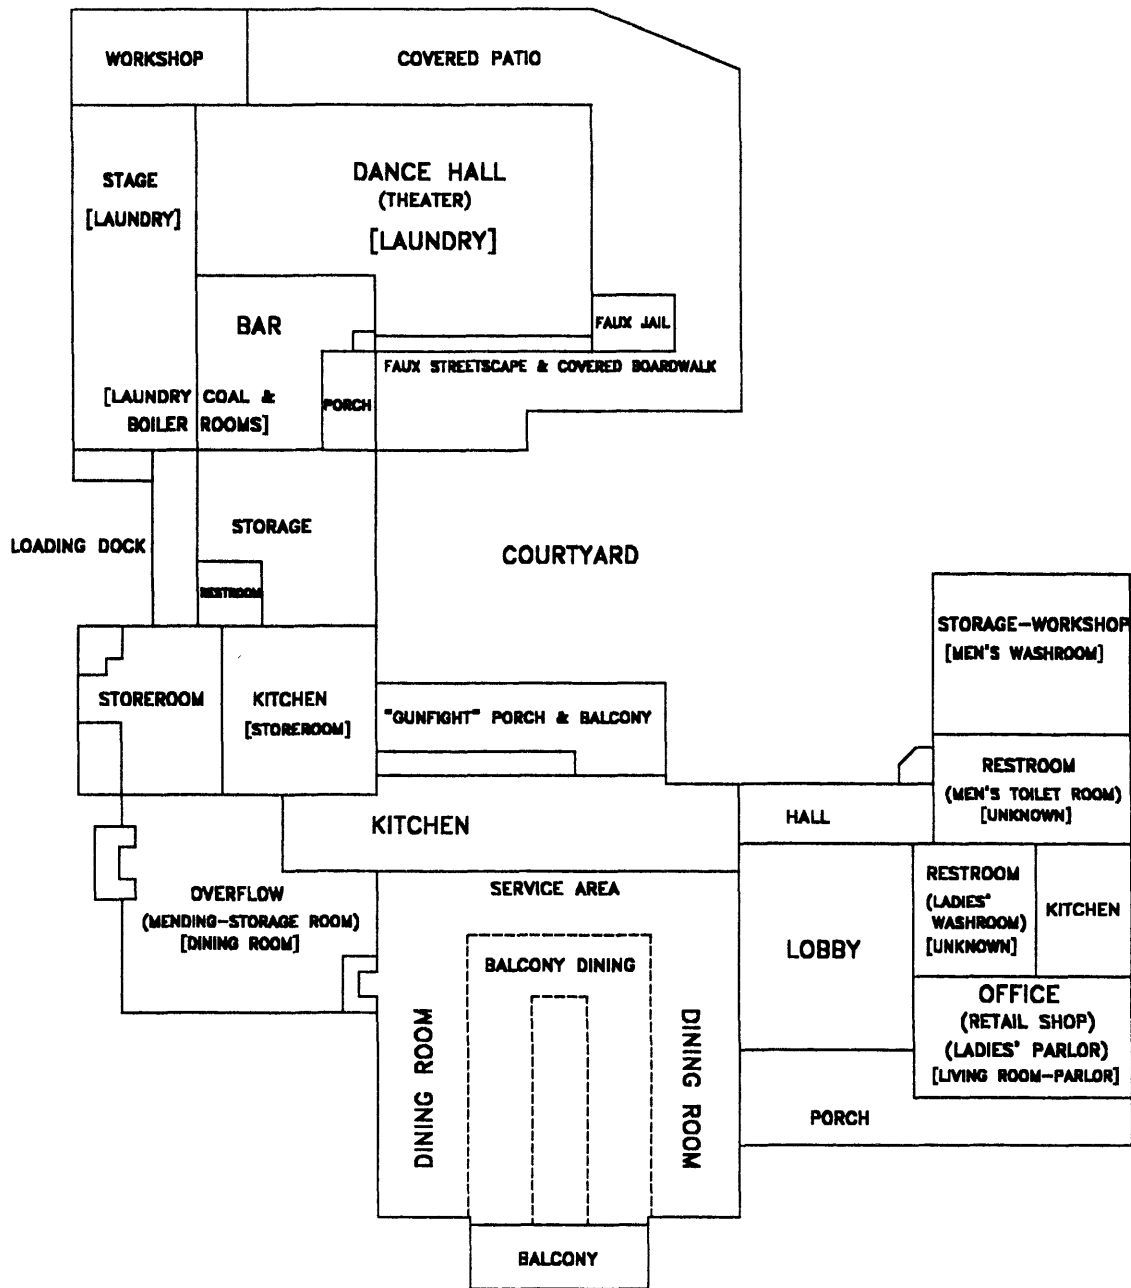 WORKSHOP
COVERED PATIO
STAGE
[LAUNDRY]
DANCE HALL
(THEATER)
[LAUNDRY]
BAR
FAUX JAIL
FAUX STREETSCAPE & COVERED BOARDWALK
[LAUNDRY COAL &
BOILER ROOMS]
PORCH
STORAGE
LOADING DOCK
RESTROOM
COURTYARD
STORAGE-WORKSHOP
[MEN'S WASHROOM]
STOREROOM
KITCHEN
[STOREROOM]
"GUNFIGHT" PORCH & BALCONY
RESTROOM
(MEN'S TOILET ROOM)
[UNKNOWN]
KITCHEN
HALL
OVERFLOW
(MENDING-STORAGE ROOM)
[DINING ROOM]
SERVICE AREA
BALCONY DINING
DINING ROOM
DINING ROOM
LOBBY
RESTROOM
(LADIES'
WASHROOM)
[UNKNOWN]
KITCHEN
OFFICE
(RETAIL SHOP)
(LADIES' PARLOR)
[LIVING ROOM-PARLOR]
PORCH
BALCONY